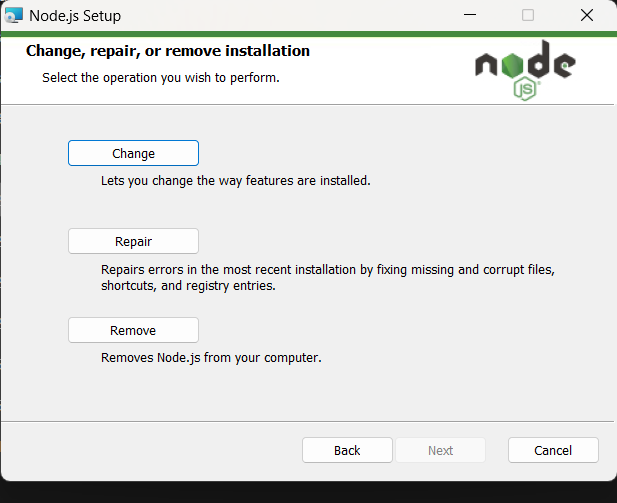 Node.js Setup
Change, repair, or remove installation
Select the operation you wish to perform.
node
JS
Change
Lets you change the way features are installed.
Repair
Repairs errors in the most recent installation by fixing missing and corrupt files,
shortcuts, and registry entries.
Remove
Removes Node.js from your computer.
Back
Next
Cancel